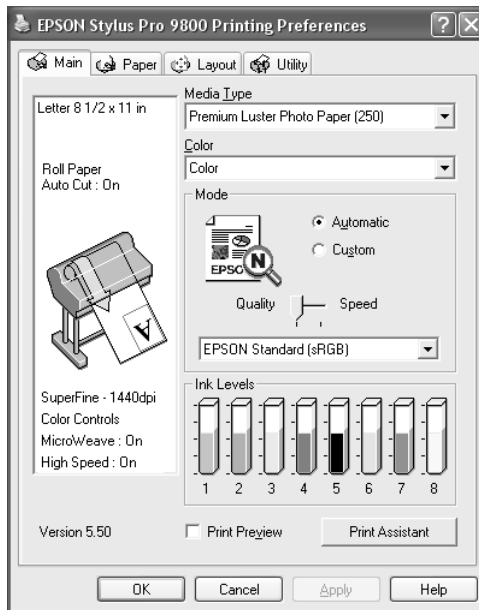 EPSON Stylus Pro 9800 Printing Preferences
Main
Paper
Layout
Utility
Letter 8 1/2 x 11 in
Roll Paper
Auto Cut : On
A
SuperFine - 1440dpi
Color Controls
MicroWeave : On
High Speed : On
Version 5.50
Media Type
Premium Luster Photo Paper (250)
Color
Color
Mode
EPSO
N
Automatic
Custom
Quality
Speed
EPSON Standard (sRGB)
Ink Levels
1 2 3 4 5 6 7 8
Print Preview
Print Assistant
OK
Cancel
Apply
Help